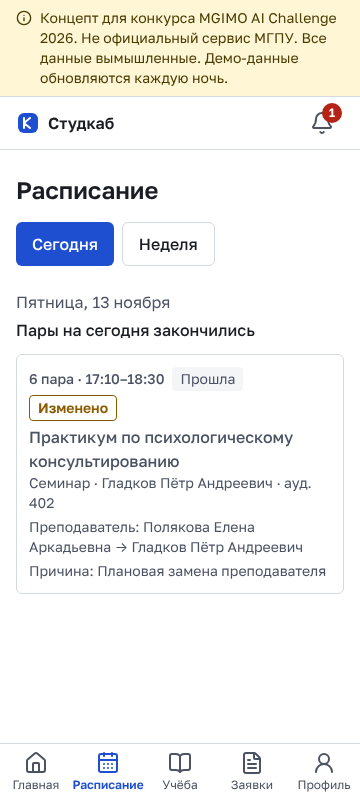 Концепт для конкурса MGIMO AI Challenge
2026. Не официальный сервис МГПУ. Все
данные вымышленные. Демо-данные
обновляются каждую ночь.
Студкаб
1
Расписание
Сегодня
Неделя
Пятница, 13 ноября
Пары на сегодня закончились
6 пара · 17:10–18:30
Прошла
Изменено
Практикум по психологическому
консультированию
Семинар · Гладков Пётр Андреевич · ауд.
402
Преподаватель: Полякова Елена
Аркадьевна → Гладков Пётр Андреевич
Причина: Плановая замена преподавателя
Главная
Расписание
Учёба
Заявки
Профиль